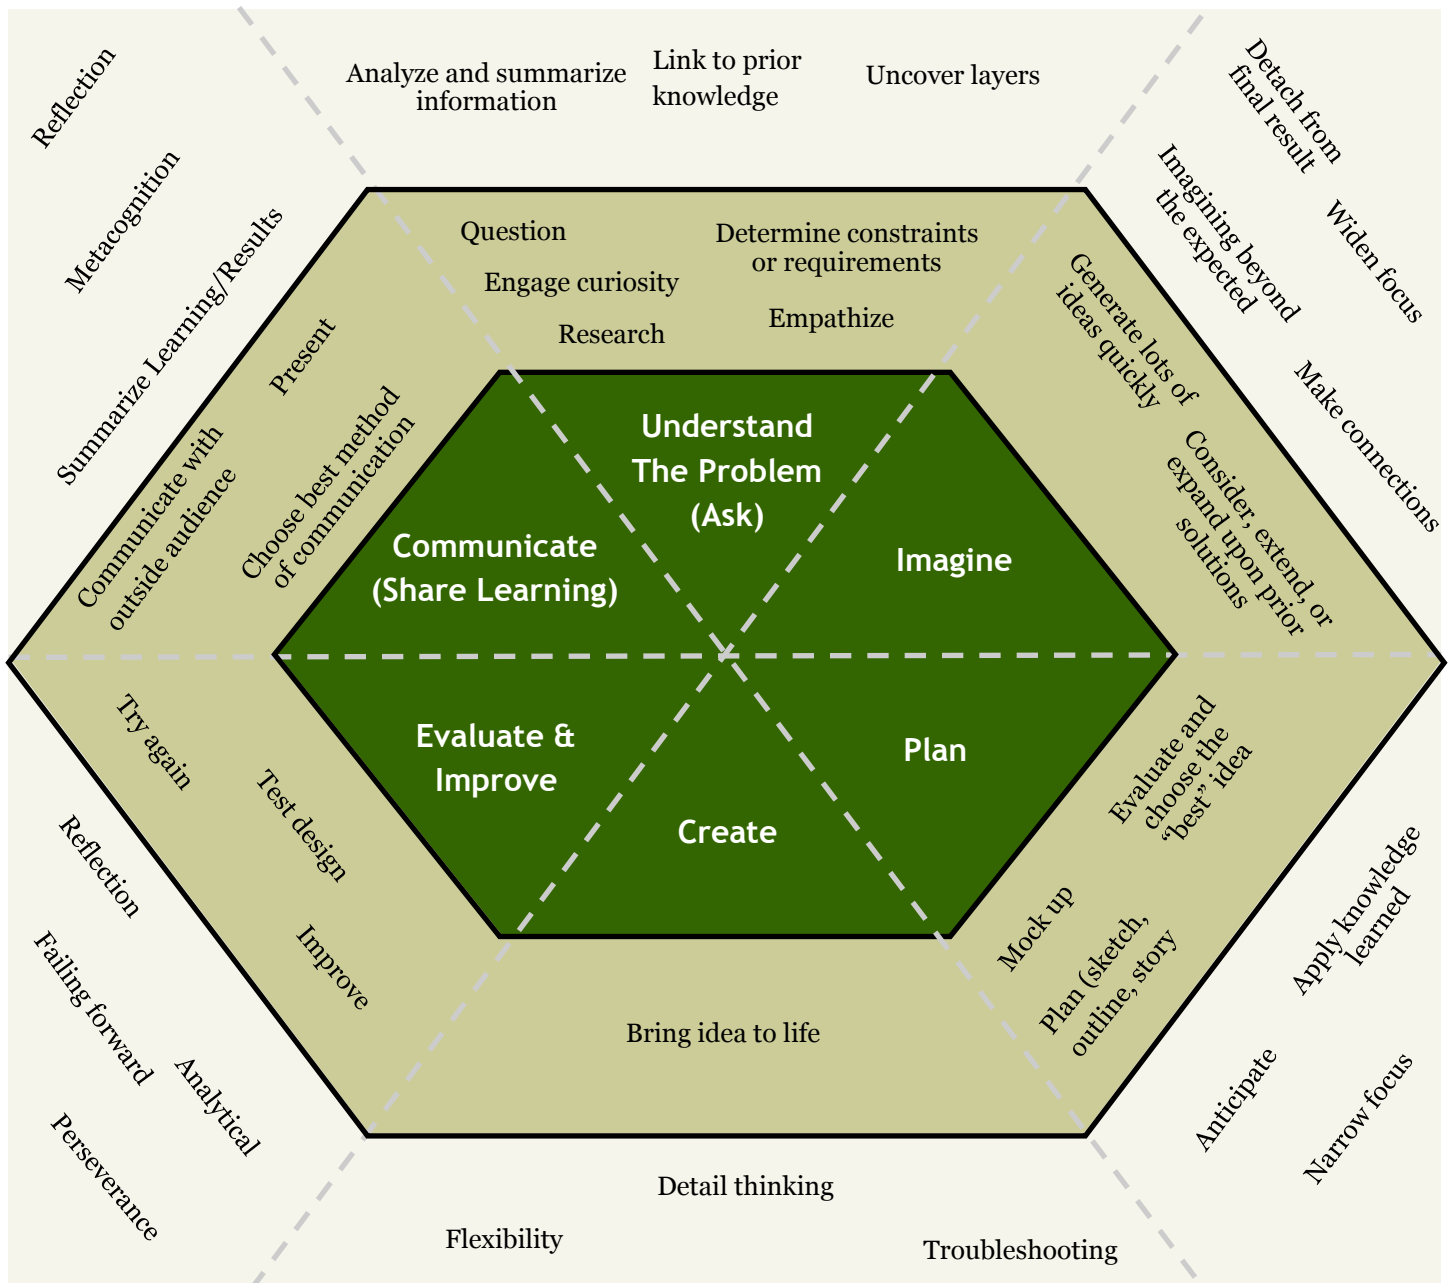 Analyze and summarize
information
Link to prior
knowledge
Uncover layers
Question
Engage curiosity
Research
Determine constraints
or requirements
Empathize
Understand
The Problem
(Ask)
Detach from
final result
Imagining beyond
the expected
Widen focus
Make connections
Generate lots of
ideas quickly
Consider, extend, or
expand upon prior
solutions
Imagine
Plan
Evaluate and
choose the
“best” idea
Mock up
Plan (sketch,
outline, story
Apply knowledge
learned
Anticipate
Narrow focus
Create
Bring idea to life
Detail thinking
Flexibility
Troubleshooting
Evaluate &
Improve
Try again
Test design
Improve
Reflection
Failing forward
Analytical
Perseverance
Communicate
(Share Learning)
Present
Choose best method
of communication
Communicate with
outside audience
Reflection
Metacognition
Summarize Learning/Results